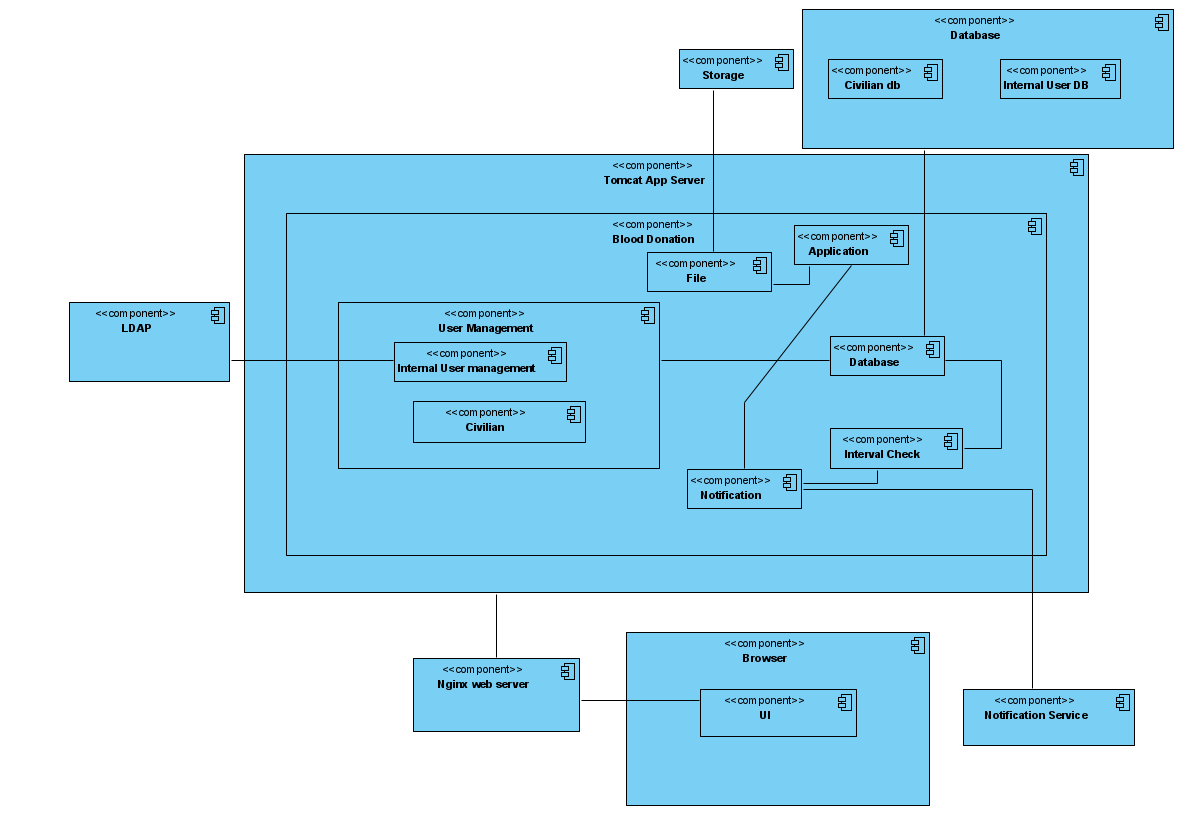 <<component>>
Database
<<component>>
Storage
<<component>>
Civilian db
<<component>>
Internal User DB
<<component>>
Tomcat App Server
<<component>>
Blood Donation
<<component>>
Application
<<component>>
File
<<component>>
LDAP
<<component>>
User Management
<<component>>
Internal User management
<<component>>
Database
<<component>>
Civilian
<<component>>
Interval Check
<<component>>
Notification
<<component>>
Browser
<<component>>
Nginx web server
<<component>>
UI
<<component>>
Notification Service